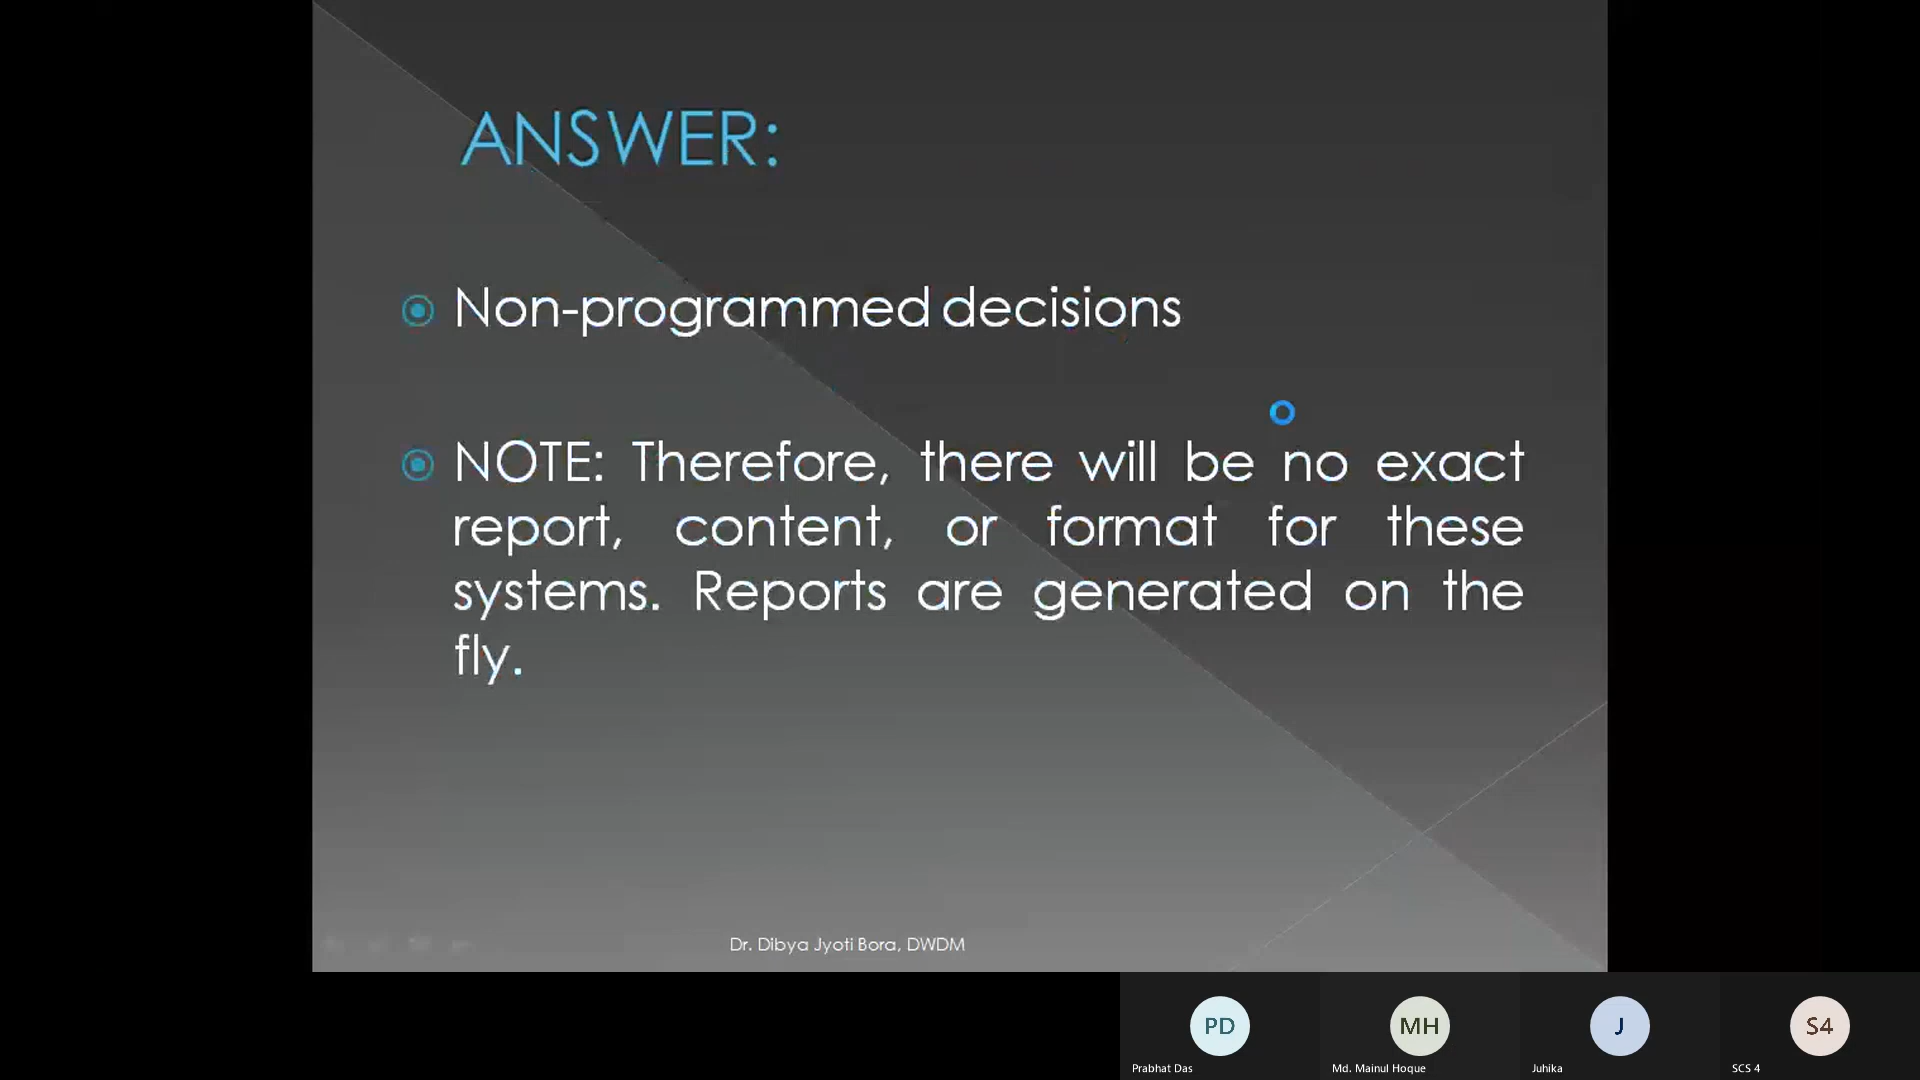 ANSWER:
Non-programmed decisions
NOTE: Therefore, there will be no exact
report, content, or format for these
systems. Reports are generated on the
fly.
Dr. Dibya Jyoti Bora, DWDM
PD
MH
J
S4
Prabhat Das
Md. Mainul Hoque
Juhika
SCS 4